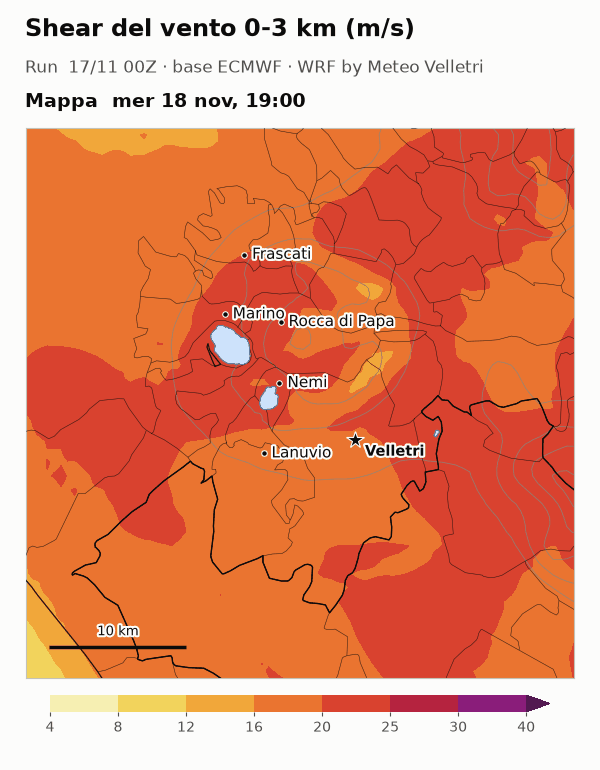 Shear del vento 0-3 km (m/s)
Run  17/11 00Z · base ECMWF · WRF by Meteo Velletri
Mappa  mer 18 nov, 19:00
Frascati
Marino
Rocca di Papa
Nemi
Velletri
Lanuvio
10 km
4 8 12 16 20 25 30 40